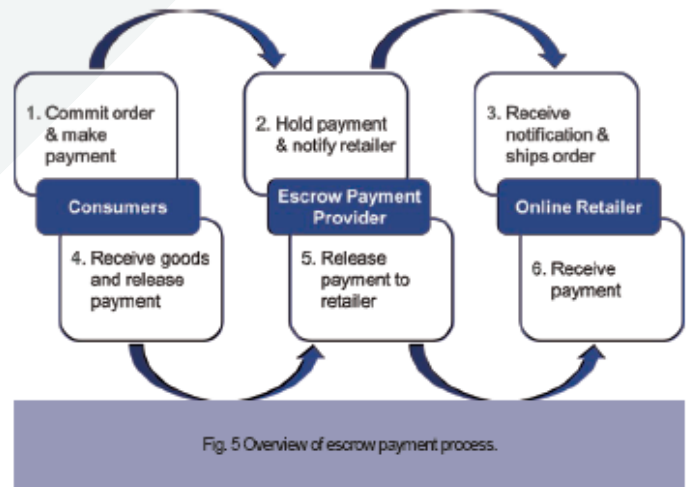 1. Commit order
& make
payment
Consumers
4. Receive goods
and release
payment
2. Hold payment
& notify retailer
Escrow Payment
Provider
5. Release
payment to
retailer
3. Receive
notification &
ships order
Online Retailer
6. Receive
payment
Fig. 5 Overview of escrow payment process.